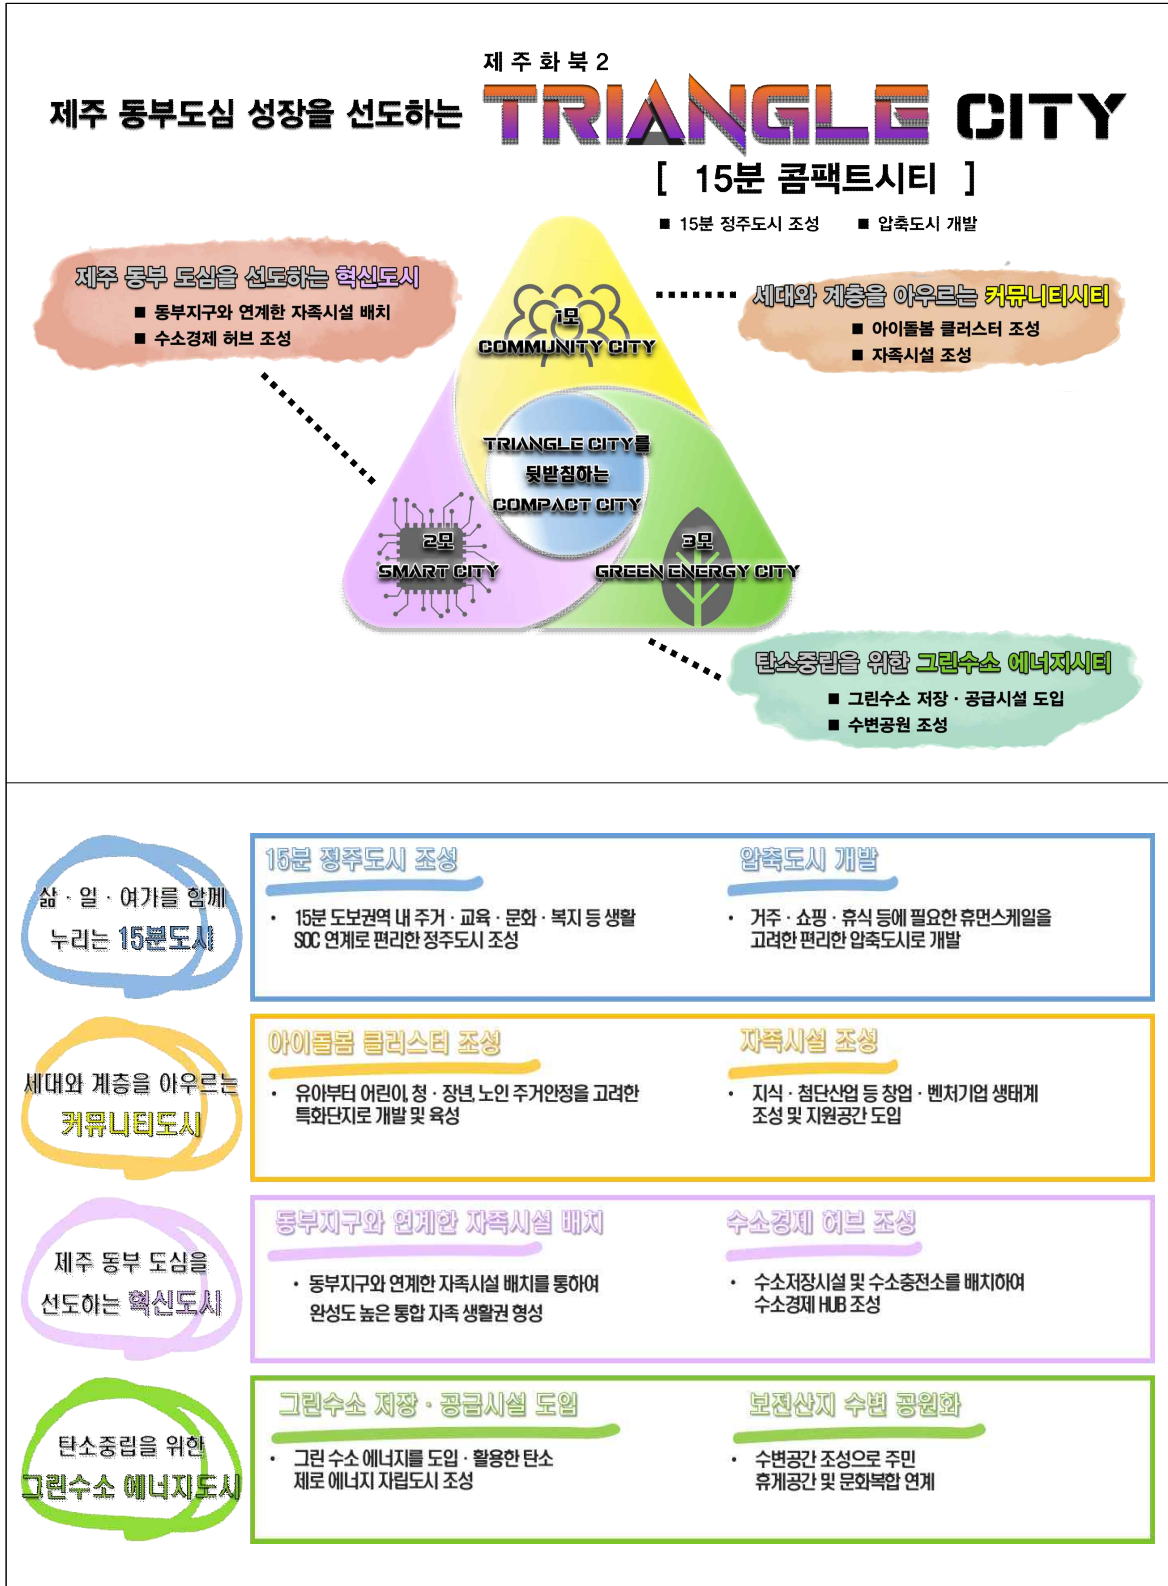 제주화북2
제주 동부도심 성장을 선도하는 TRIANGLE CITY
[ 15분 콤팩트시티 ]
■ 15분 정주도시 조성 ■ 압축도시 개발
제주 동부 도심을 선도하는 혁신도시
■ 동부지구와 연계한 자족시설 배치
■ 수소경제 허브 조성
세대와 계층을 아우르는 커뮤니티시티
■ 아이돌봄 클러스터 조성
■ 자족시설 조성
1모
COMMUNITY CITY
TRIANGLE CITY를
뒷받침하는
COMPACT CITY
2모
SMART CITY
3모
GREEN ENERGY CITY
탄소중립을 위한 그린수소 에너지시티
■ 그린수소 저장 · 공급시설 도입
■ 수변공원 조성
삶 · 일 · 여가를 함께
누리는 15분도시
15분 정주도시 조성
• 15분 도보권역 내 주거 · 교육 · 문화 · 복지 등 생활
SOC 연계로 편리한 정주도시 조성
압축도시 개발
• 거주 · 쇼핑 · 휴식 등에 필요한 휴먼스케일을
고려한 편리한 압축도시로 개발
세대와 계층을 아우르는
커뮤니티도시
아이돌봄 클러스터 조성
• 유아부터 어린이, 청 · 장년, 노인 주거안정을 고려한
특화단지로 개발 및 육성
자족시설 조성
• 지식 · 첨단산업 등 창업 · 벤처기업 생태계
조성 및 지원공간 도입
제주 동부 도심을
선도하는 혁신도시
동부지구와 연계한 자족시설 배치
• 동부지구와 연계한 자족시설 배치를 통하여
완성도 높은 통합 자족 생활권 형성
수소경제 허브 조성
• 수소저장시설 및 수소충전소를 배치하여
수소경제 HUB 조성
탄소중립을 위한
그린수소 에너지도시
그린수소 저장 · 공급시설 도입
• 그린 수소 에너지를 도입 · 활용한 탄소
제로 에너지 자립도시 조성
보전산지 수변 공원화
• 수변공간 조성으로 주민
휴게공간 및 문화복합 연계